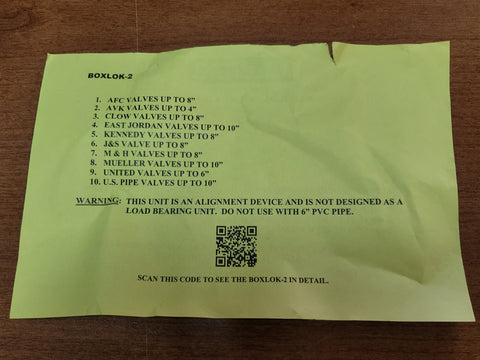 BOXLOK-2
1. AFC VALVES UP TO 8"
2. AVK VALVES UP TO 4"
3. CLOW VALVES UP TO 8"
4. EAST JORDAN VALVES UP TO 10"
5. KENNEDY VALVES UP TO 8"
6. J&S VALVE UP TO 8"
7. M & H VALVES UP TO 8"
8. MUELLER VALVES UP TO 10"
9. UNITED VALVES UP TO 6"
10. U.S. PIPE VALVES UP TO 10"
WARNING: THIS UNIT IS AN ALIGNMENT DEVICE AND IS NOT DESIGNED AS A
LOAD BEARING UNIT. DO NOT USE WITH 6" PVC PIPE.
SCAN THIS CODE TO SEE THE BOXLOK-2 IN DETAIL.